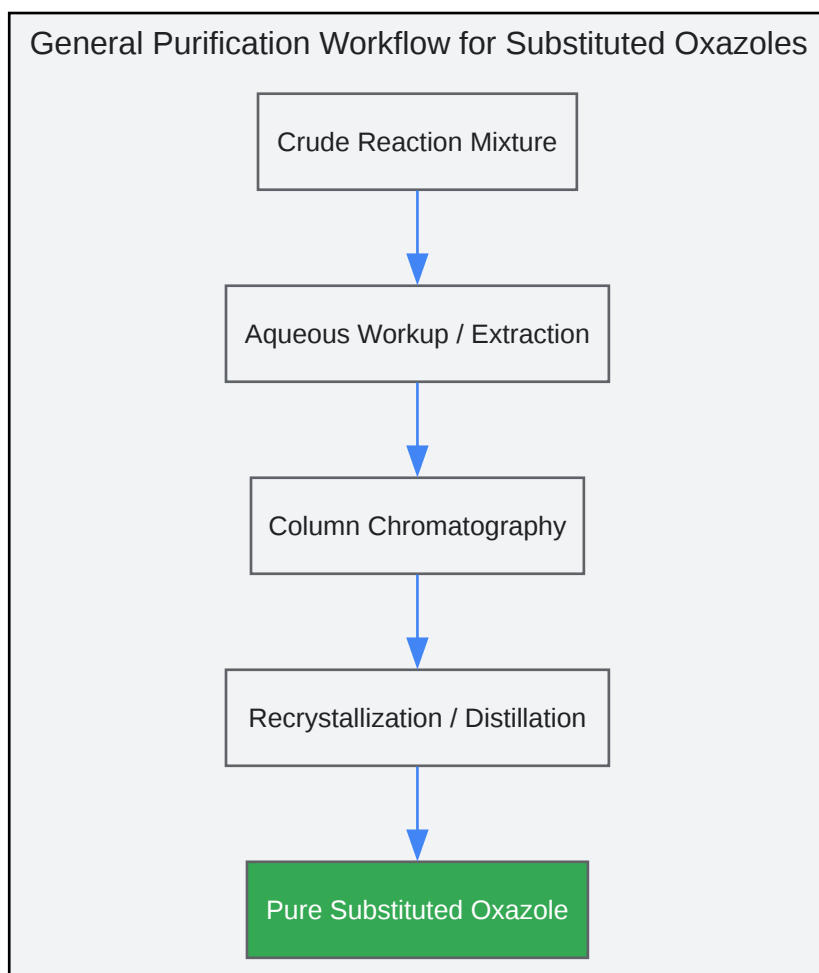 General Purification Workflow for Substituted Oxazoles
Crude Reaction Mixture
Aqueous Workup / Extraction
Column Chromatography
Recrystallization / Distillation
Pure Substituted Oxazole